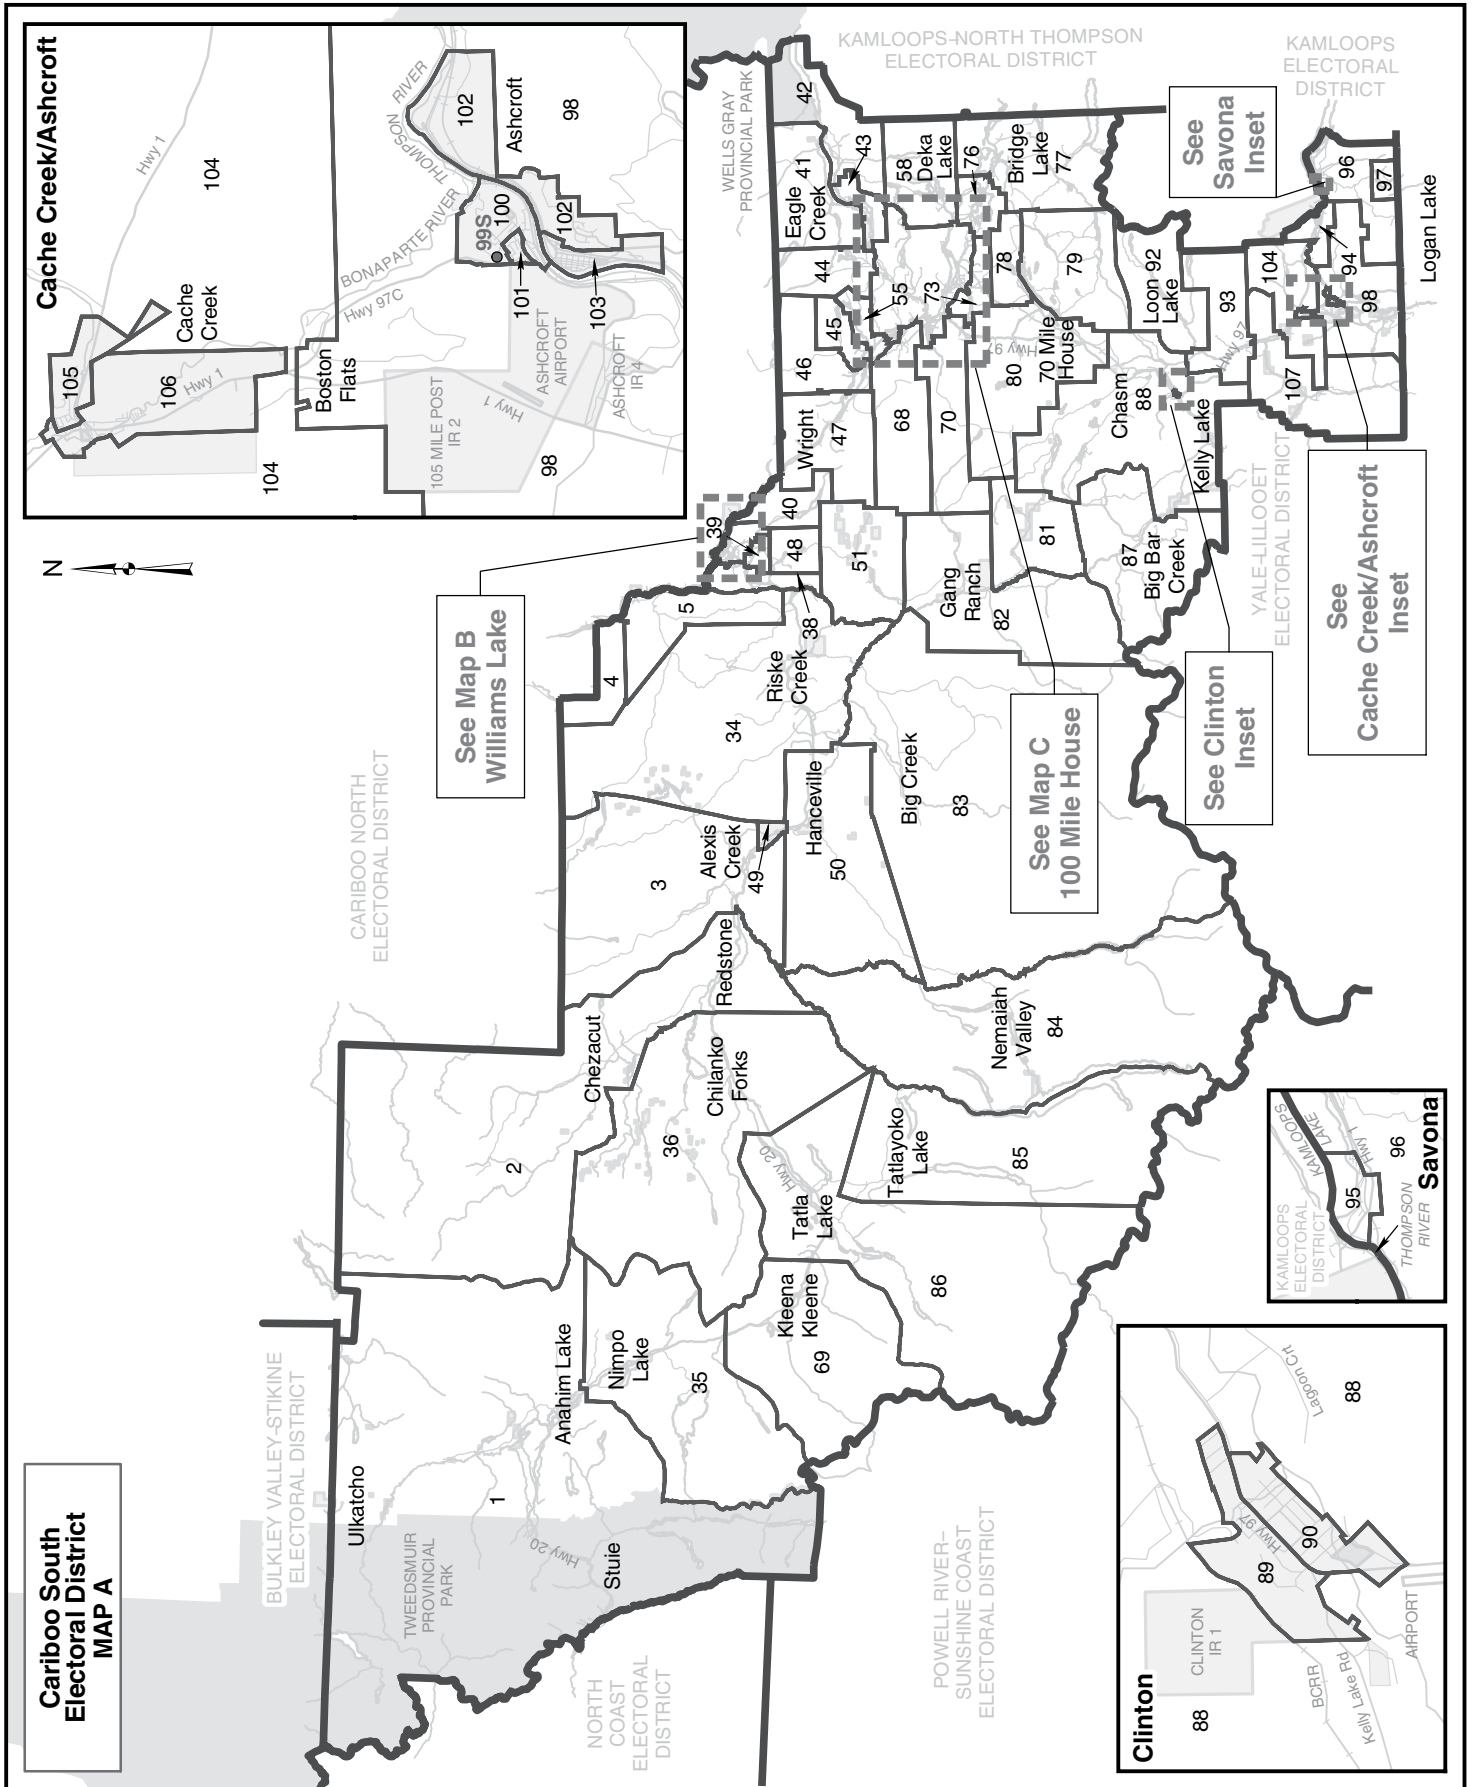 Cariboo South
Electoral District
MAP A
BULKLEY VALLEY–STIKINE
ELECTORAL DISTRICT
CARIBOO NORTH
ELECTORAL DISTRICT
N
Cache Creek/Ashcroft
105
Hwy 1
104
Cache
Creek
106
Hwy 1
BONAPARTE RIVER
THOMPSON
RIVER
102
Hwy 97C
99S
100
Ashcroft
104
Boston
Flats
101
102
98
105 MILE POST
IR 2
Hwy 1
ASHCROFT
AIRPORT
103
ASHCROFT
IR 4
98
Ulkatcho
1
TWEEDSMUIR
PROVINCIAL
PARK
Hwy 20
Stuie
Anahim Lake
Nimpo
Lake
35
2
Chezacut
36
Chilanko
Forks
Redstone
3
Alexis
Creek
49
4
5
34
Riske
Creek
38
See Map B
Williams Lake
39
40
48
WELLS GRAY
PROVINCIAL PARK
Wright
47
46
45
44
Eagle
Creek
41
42
43
KAMLOOPS–NORTH THOMPSON
ELECTORAL DISTRICT
NORTH
COAST
ELECTORAL
DISTRICT
Kleena
Kleene
69
Tatla
Lake
Hwy 20
86
Tatlayoko
Lake
85
Nemaiah
Valley
84
Hanceville
50
Big Creek
83
51
68
55
58
Deka
Lake
70
73
76
Gang
Ranch
82
81
80
70 Mile
House
Hwy 97
78
79
Bridge
Lake
77
See Map C
100 Mile House
POWELL RIVER–
SUNSHINE COAST
ELECTORAL DISTRICT
87
Big Bar
Creek
Chasm
88
Loon
Lake
92
Kelly Lake
93
Hwy 97
See Clinton
Inset
See
Savona
Inset
KAMLOOPS
ELECTORAL
DISTRICT
YALE–LILLOOET
ELECTORAL DISTRICT
107
104
94
96
97
98
Logan Lake
See
Cache Creek/Ashcroft
Inset
Clinton
88
CLINTON
IR 1
89
Hwy 97
90
Lagoon Crt
88
BCRR
Kelly Lake Rd
AIRPORT
KAMLOOPS
ELECTORAL
DISTRICT
KAMLOOPS
LAKE
Hwy 1
95
96
THOMPSON
RIVER
Savona